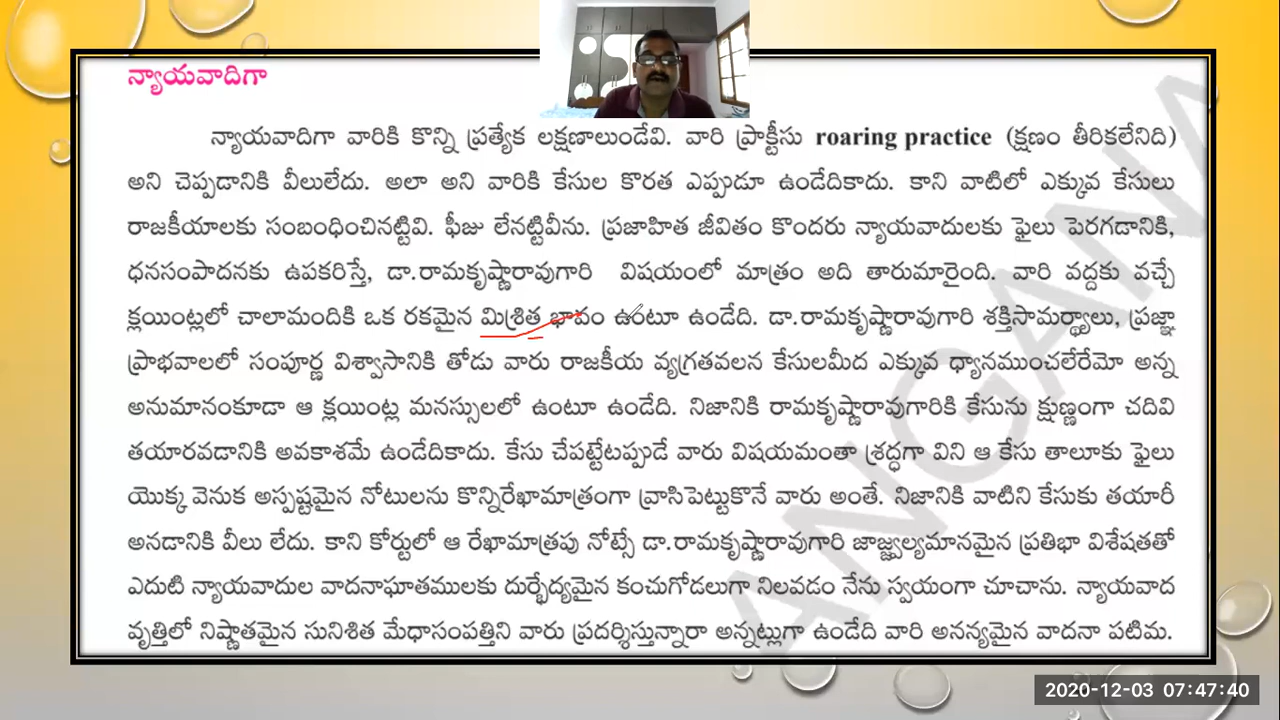 న్యాయవాదిగా
న్యాయవాదిగా వారికి కొన్ని ప్రత్యేక లక్షణాలుండేవి. వారి ప్రాక్టీసు roaring practice (క్షణం తీరికలేనిది)
అని చెప్పడానికి వీలులేదు. అలా అని వారికి కేసుల కొరత ఎప్పుడూ ఉండేదికాదు. కాని వాటిలో ఎక్కువ కేసులు
రాజకీయాలకు సంబంధించినట్టివి. ఫీజు లేనట్టివీను. ప్రజాహిత జీవితం కొందరు న్యాయవాదులకు ఫైలు పెరగడానికి,
ధనసంపాదనకు ఉపకరిస్తే, డా.రామకృష్ణారావుగారి విషయంలో మాత్రం అది తారుమారైంది. వారి వద్దకు వచ్చే
క్లయింట్లలో చాలామందికి ఒక రకమైన మిశ్రిత భావం ఉంటూ ఉండేది. డా.రామకృష్ణారావుగారి శక్తిసామర్థ్యాలు, ప్రజ్ఞా
ప్రాభవాలలో సంపూర్ణ విశ్వాసానికి తోడు వారు రాజకీయ వ్యగ్రతవలన కేసులమీద ఎక్కువ ధ్యానముంచలేరేమో అన్న
అనుమానంకూడా ఆ క్లయింట్ల మనస్సులలో ఉంటూ ఉండేది. నిజానికి రామకృష్ణారావుగారికి కేసును క్షుణ్ణంగా చదివి
తయారవడానికి అవకాశమే ఉండేదికాదు. కేసు చేపట్టేటప్పుడే వారు విషయమంతా శ్రద్ధగా విని ఆ కేసు తాలూకు ఫైలు
యొక్క వెనుక అస్పష్టమైన నోటులను కొన్నిరేఖామాత్రంగా వ్రాసిపెట్టుకొనే వారు అంతే. నిజానికి వాటిని కేసుకు తయారీ
అనడానికి వీలు లేదు. కాని కోర్టులో ఆ రేఖామాత్రపు నోట్సే డా.రామకృష్ణారావుగారి జాజ్జ్వల్యమానమైన ప్రతిభా విశేషతతో
ఎదుటి న్యాయవాదుల వాదనాఘాతములకు దుర్భేద్యమైన కంచుగోడలుగా నిలవడం నేను స్వయంగా చూచాను. న్యాయవాద
వృత్తిలో నిష్ణాతమైన సునిశిత మేధాసంపత్తిని వారు ప్రదర్శిస్తున్నారా అన్నట్లుగా ఉండేది వారి అనన్యమైన వాదనా పటిమ.
ANGANA
2020-12-03 07:47:40